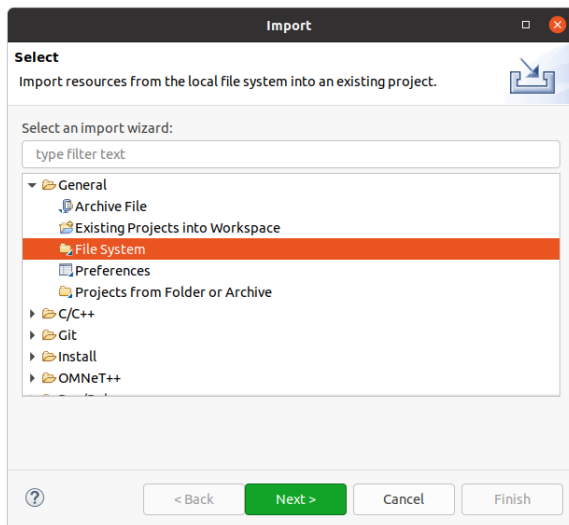 Import
Select
Import resources from the local file system into an existing project.
Select an import wizard:
type filter text
General
Archive File
Existing Projects into Workspace
File System
Preferences
Projects from Folder or Archive
C/C++
Git
Install
OMNeT++
< Back
Next >
Cancel
Finish